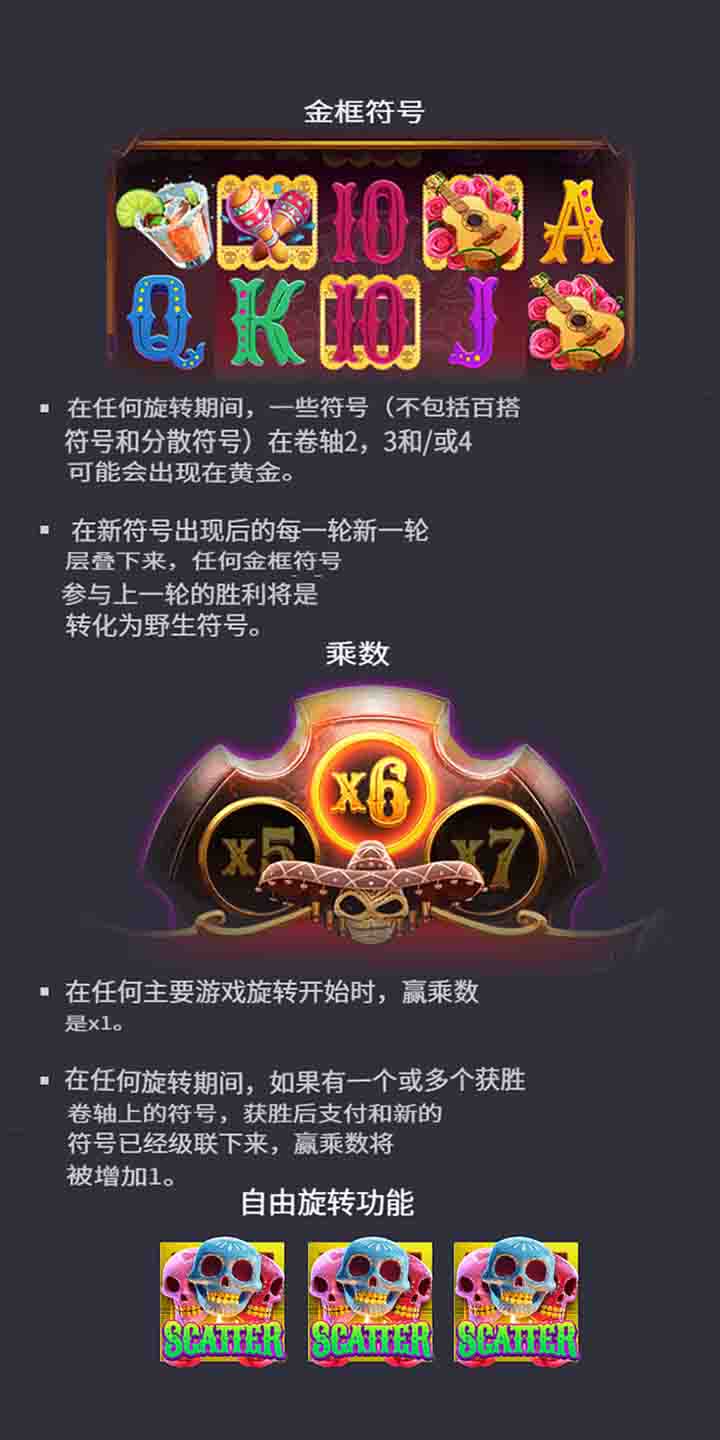 金框符号
IO
A
Q
K
IO
J
在任何旋转期间，一些符号（不包括百搭
符号和分散符号）在卷轴2，3和/或4
可能会出现在黄金。
在新符号出现后的每一轮新一轮
层叠下来，任何金框符号
参与上一轮的胜利将是
转化为野生符号。
乘数
x6
x5
x7
在任何主要游戏旋转开始时，赢乘数
是x1。
在任何旋转期间，如果有一个或多个获胜
卷轴上的符号，获胜后支付和新的
符号已经级联下来，赢乘数将
被增加1。
自由旋转功能
SCATTER SCATTER SCATTER